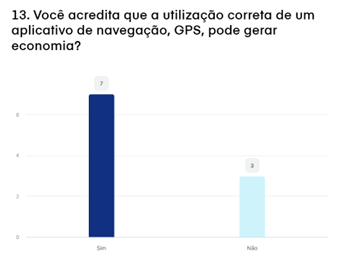 13. Você acredita que a utilização correta de um
aplicativo de navegação, GPS, pode gerar
economia?
7
6
3
4
2
0
Sim
Não